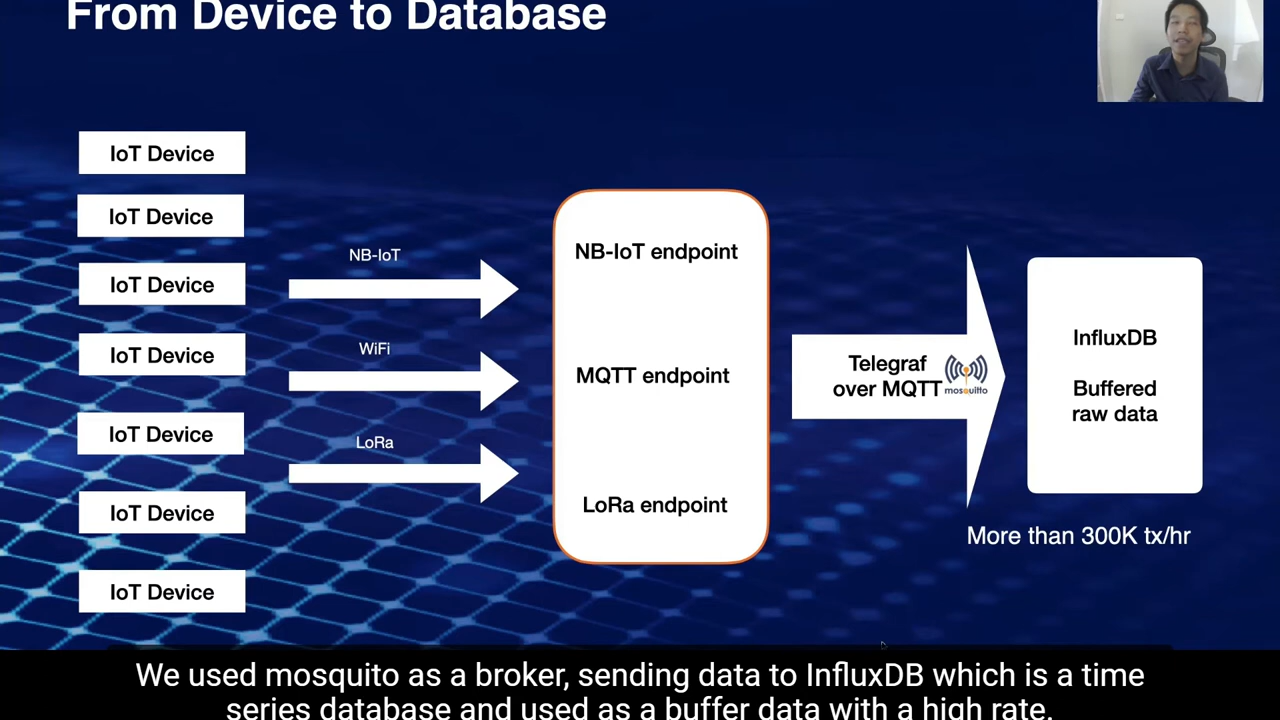 From Device to Database
IoT Device
IoT Device
IoT Device
IoT Device
IoT Device
IoT Device
IoT Device
NB-IoT
WiFi
LoRa
NB-IoT endpoint
MQTT endpoint
LoRa endpoint
Telegraf
over MQTT
mosquitto
InfluxDB
Buffered
raw data
More than 300K tx/hr
We used mosquito as a broker, sending data to InfluxDB which is a time
series database and used as a buffer data with a high rate.